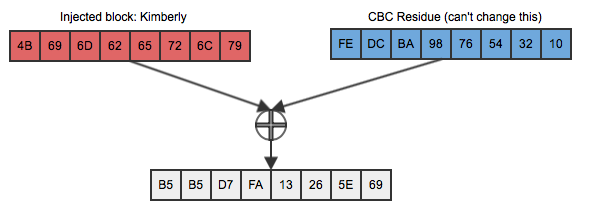 Injected block: Kimberly
CBC Residue (can't change this)
4B 69 6D 62 65 72 6C 79
FE DC BA 98 76 54 32 10
B5 B5 D7 FA 13 26 5E 69